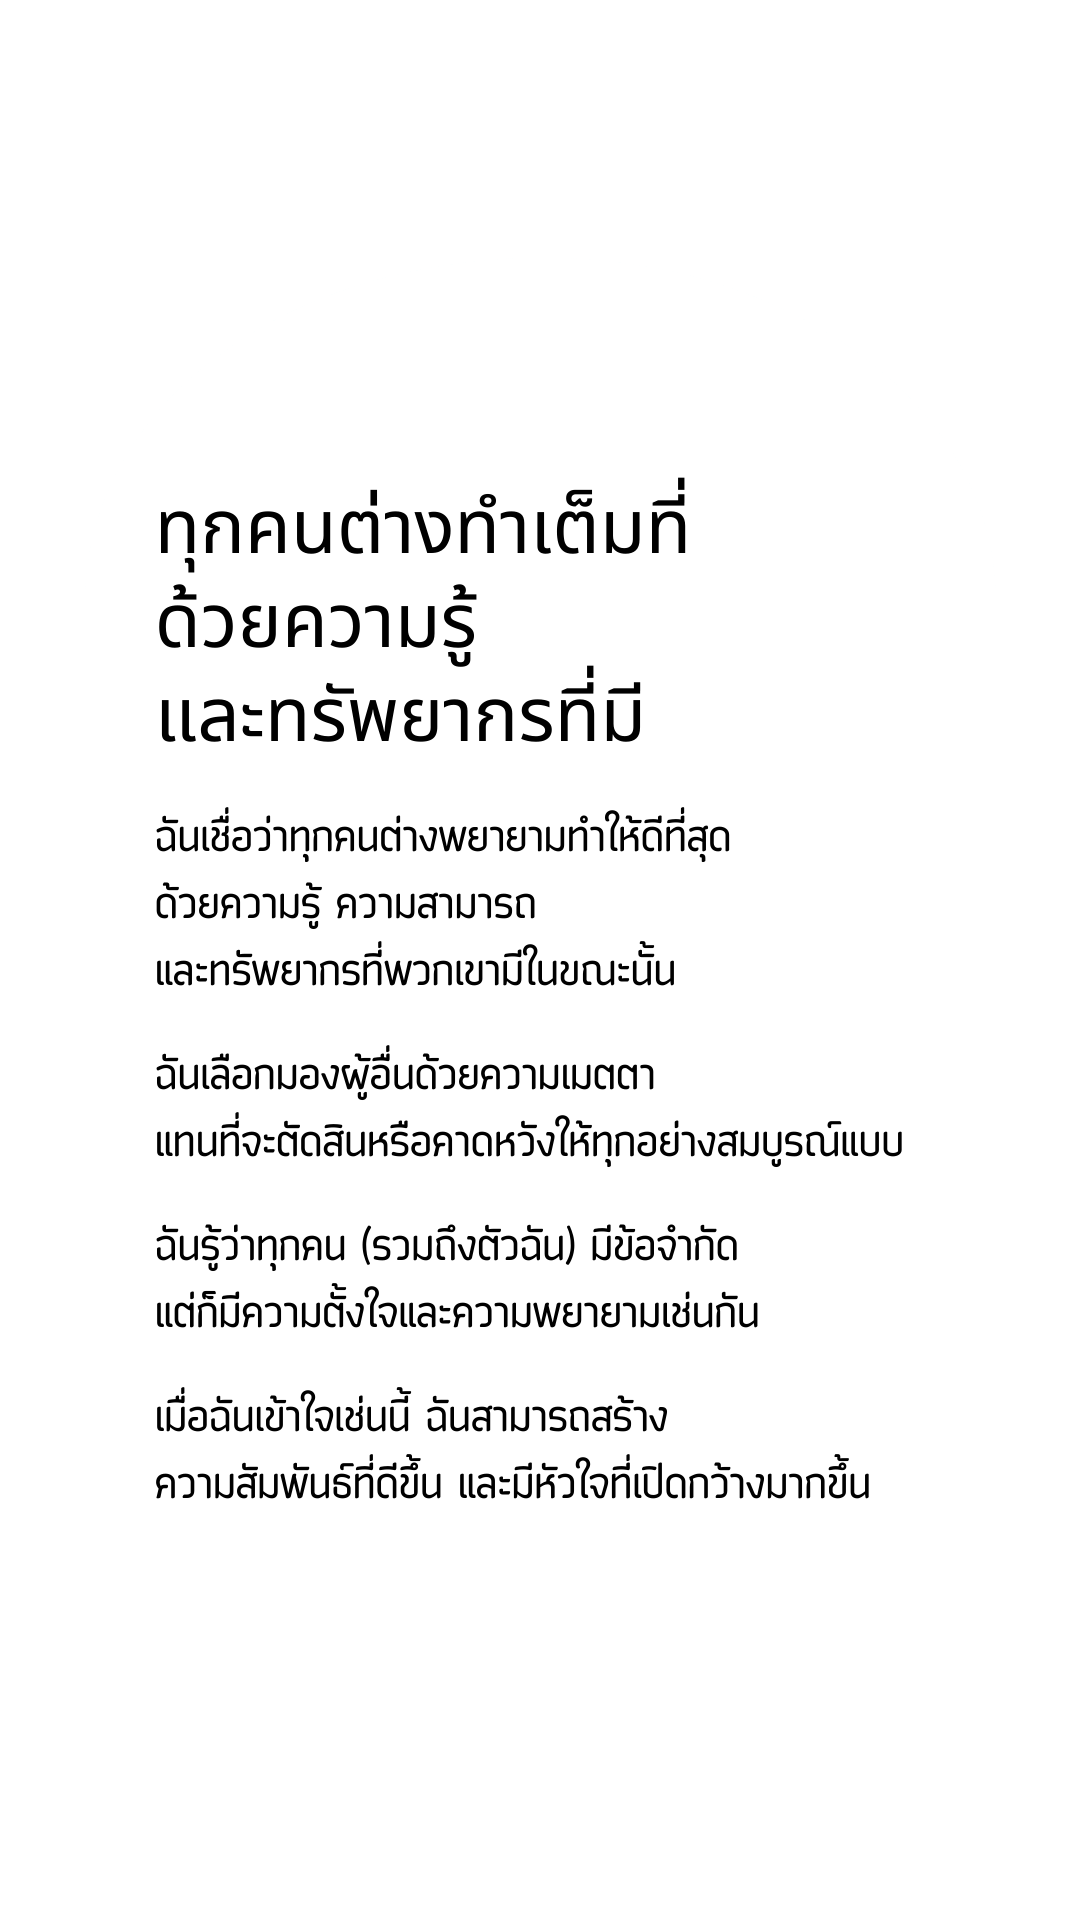 ทุกคนต่างทำเต็มที่
ด้วยความรู้
และทรัพยากรที่มี
ฉันเชื่อว่าทุกคนต่างพยายามทำให้ดีที่สุด
ด้วยความรู้ ความสามารถ
และทรัพยากรที่พวกเขามีในขณะนั้น
ฉันเลือกมองผู้อื่นด้วยความเมตตา
แทนที่จะตัดสินหรือคาดหวังให้ทุกอย่างสมบูรณ์แบบ
ฉันรู้ว่าทุกคน (รวมถึงตัวฉัน) มีข้อจำกัด
แต่ก็มีความตั้งใจและความพยายามเช่นกัน
เมื่อฉันเข้าใจเช่นนี้ ฉันสามารถสร้าง
ความสัมพันธ์ที่ดีขึ้น และมีหัวใจที่เปิดกว้างมากขึ้น